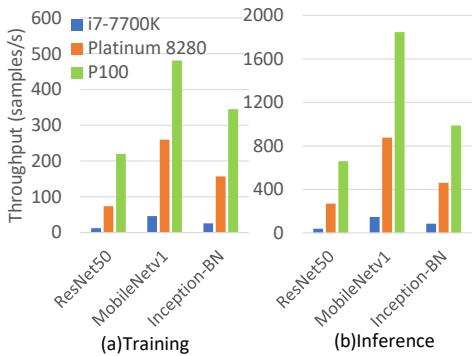 Throughput (samples/s)
600
500
400
300
200
100
0
i7-7700K
Platinum 8280
P100
ResNet50
MobileNetv1
Inception-BN
(a)Training
2000
1600
1200
800
400
0
ResNet50
MobileNetv1
Inception-BN
(b)Inference